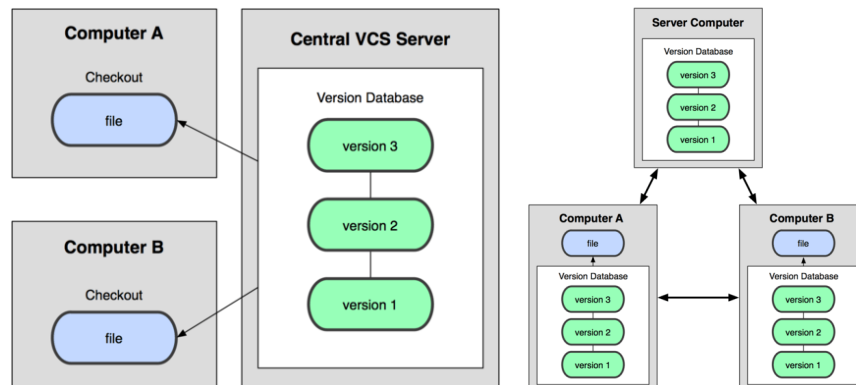 Computer A
Checkout
file
Computer B
Checkout
file
Central VCS Server
Version Database
version 3
version 2
version 1
Server Computer
Version Database
version 3
version 2
version 1
Computer A
file
Version Database
version 3
version 2
version 1
Computer B
file
Version Database
version 3
version 2
version 1